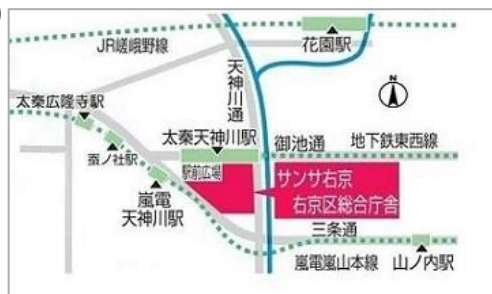 JR嵯峨野線
花園駅
天神川通
N
太秦広隆寺駅
太秦天神川駅
御池通
地下鉄東西線
蚕ノ社駅
駅前広場
サンサ右京
右京区総合庁舎
嵐電
天神川駅
三条通
嵐電嵐山本線
山ノ内駅